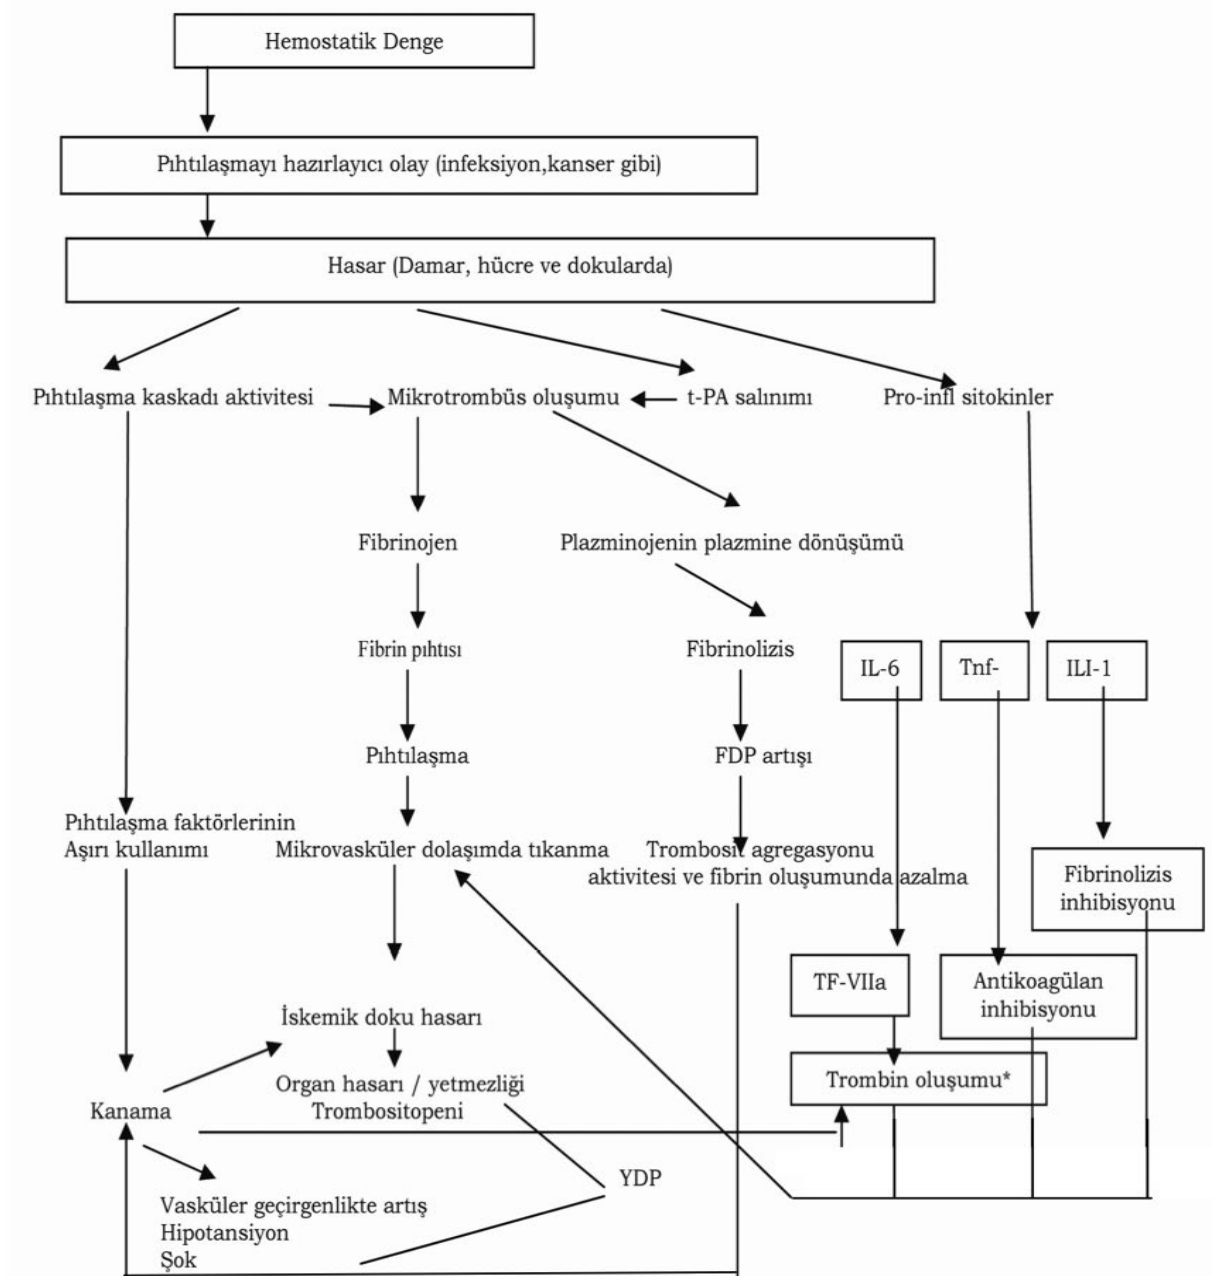 Hemostatik Denge
Pıhtılaşmayı hazırlayıcı olay (infeksiyon,kanser gibi)
Hasar (Damar, hücre ve dokularda)
Pıhtılaşma kaskadı aktivitesi
Mikrotrombüs oluşumu
t-PA salınımı
Pro-infl sitokinler
Fibrinojen
Plazminojenin plazmine dönüşümü
Fibrin pıhtısı
Fibrinolizis
IL-6
Tnf-
ILI-1
Pıhtılaşma
FDP artışı
Pıhtılaşma faktörlerinin
Aşırı kullanımı
Mikrovasküler dolaşımda tıkanma
Trombosit agregasyonu
aktivitesi ve fibrin oluşumunda azalma
Fibrinolizis
inhibisyonu
TF-VIIa
Antikoagülan
inhibisyonu
İskemik doku hasarı
Organ hasarı / yetmezliği
Trombositopeni
Trombin oluşumu*
Kanama
YDP
Vasküler geçirgenlikte artış
Hipotansiyon
Şok